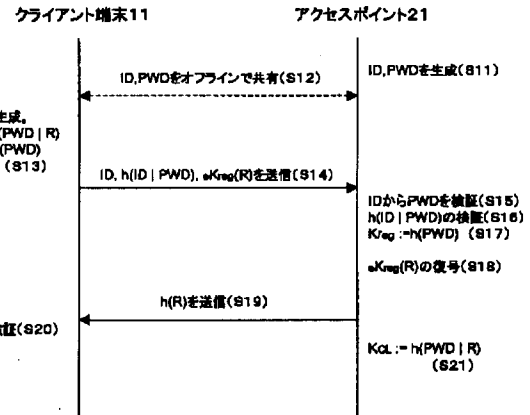 クライアント端末11
アクセスポイント21
ID,PWDを生成(S11)
ID,PWDをオフラインで共有(S12)
生成。
(PWD | R)
(PWD)
(S13)
ID, h(ID | PWD), eKreg(R)を送信(S14)
IDからPWDを検証(S15)
h(ID | PWD)の検証(S16)
Kreg :=h(PWD) (S17)
eKreg(R)の復号(S18)
h(R)を送信(S19)
証(S20)
KCL := h(PWD | R)
(S21)